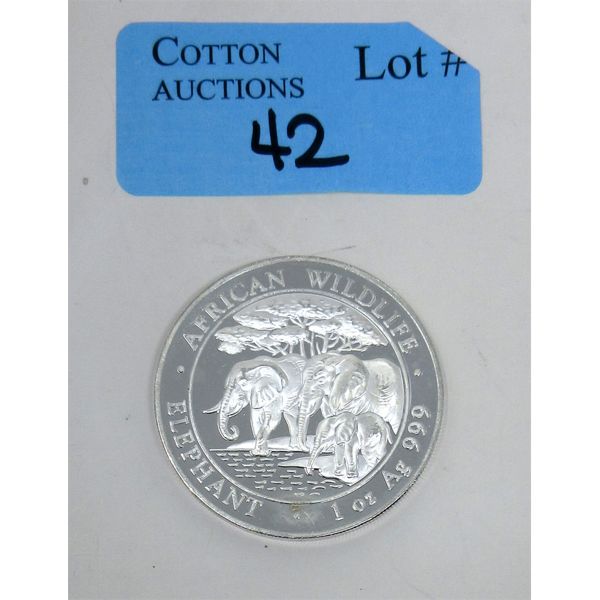 COTTON
AUCTIONS
Lot #
42
AFRICAN WILDLIFE
ELEPHANT
1 oz Ag 999